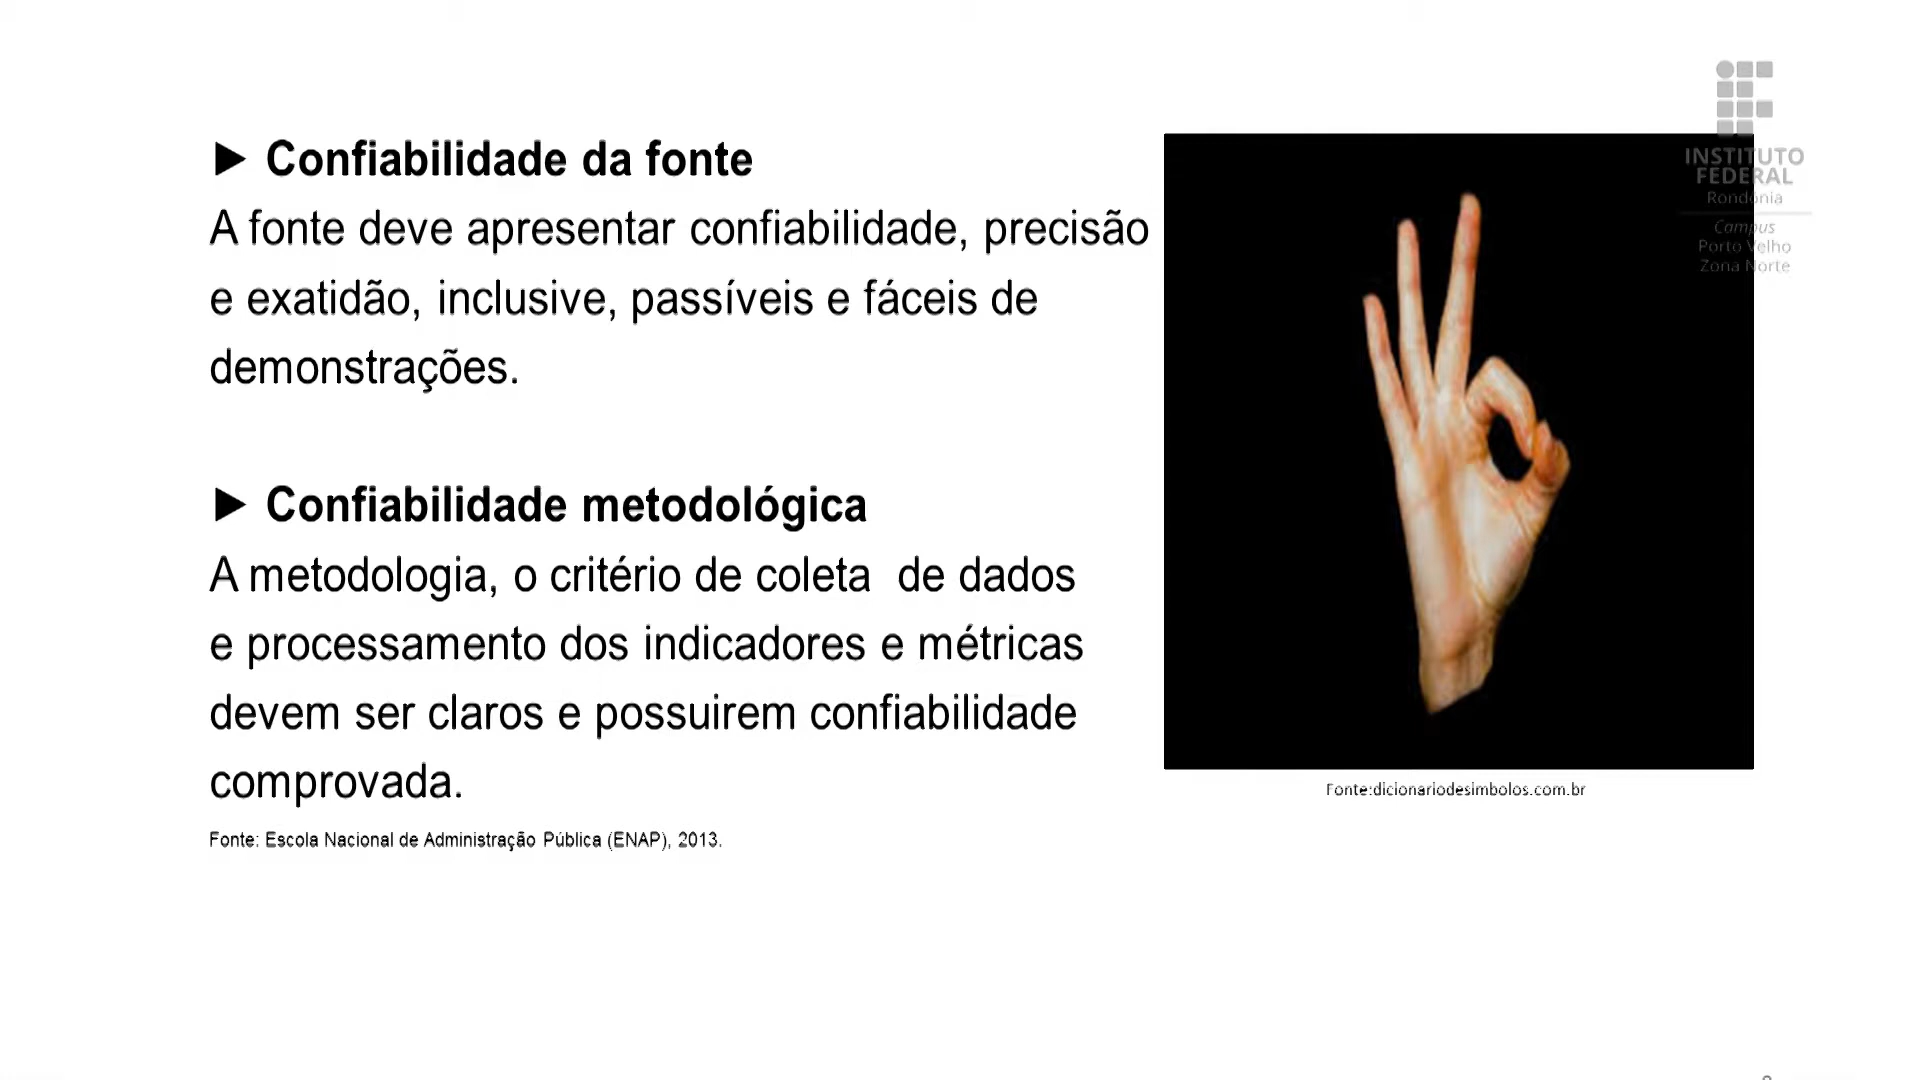 ► Confiabilidade da fonte
A fonte deve apresentar confiabilidade, precisão
e exatidão, inclusive, passíveis e fáceis de
demonstrações.
► Confiabilidade metodológica
A metodologia, o critério de coleta  de dados
e processamento dos indicadores e métricas
devem ser claros e possuirem confiabilidade
comprovada.
Fonte: Escola Nacional de Administração Pública (ENAP), 2013.
INSTITUTO
FEDERAL
Rondônia
Campus
Porto Velho
Zona Norte
Fonte:dicionariodesimbolos.com.br